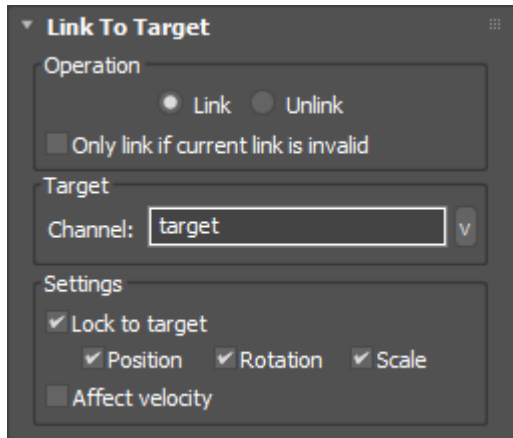 Link To Target
Operation
Link Unlink
Only link if current link is invalid
Target
Channel: target v
Settings
Lock to target
Position Rotation Scale
Affect velocity